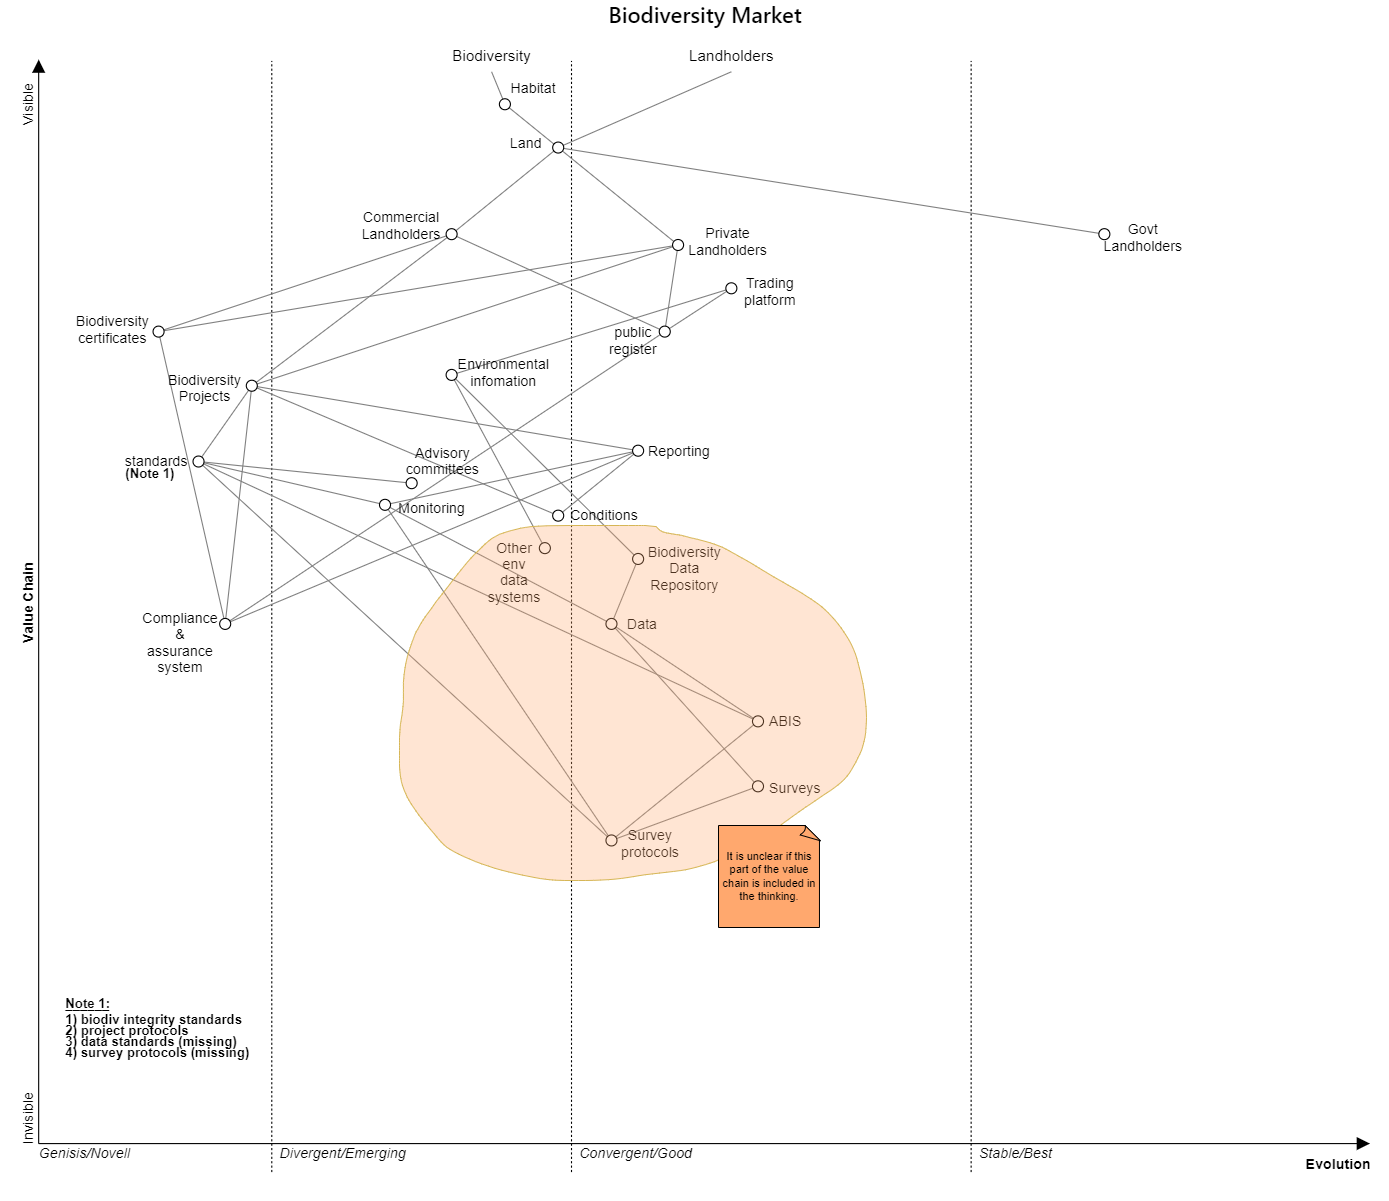 Biodiversity Market
Biodiversity
Landholders
Visible
Habitat
Land
Commercial
Landholders
Private
Landholders
Govt
Landholders
Trading
platform
Biodiversity
certificates
public
register
Environmental
infomation
Biodiversity
Projects
Advisory
committees
Reporting
standards
(Note 1)
Monitoring
Conditions
Other
env
data
systems
Biodiversity
Data
Repository
Value Chain
Compliance
&
assurance
system
Data
ABIS
Surveys
Survey
protocols
It is unclear if this
part of the value
chain is included in
the thinking.
Note 1:
1) biodiv integrity standards
2) project protocols
3) data standards (missing)
4) survey protocols (missing)
Invisible
Genisis/Novell
Divergent/Emerging
Convergent/Good
Stable/Best
Evolution